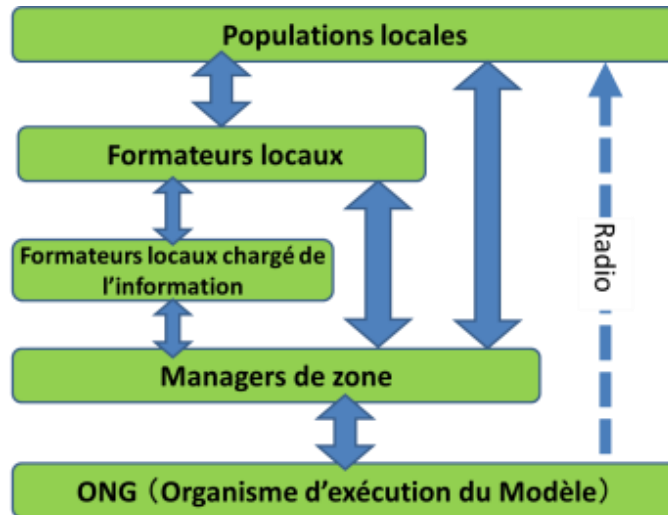 Populations locales
Formateurs locaux
Formateurs locaux chargé de
l'information
Radio
Managers de zone
ONG（Organisme d'exécution du Modèle）